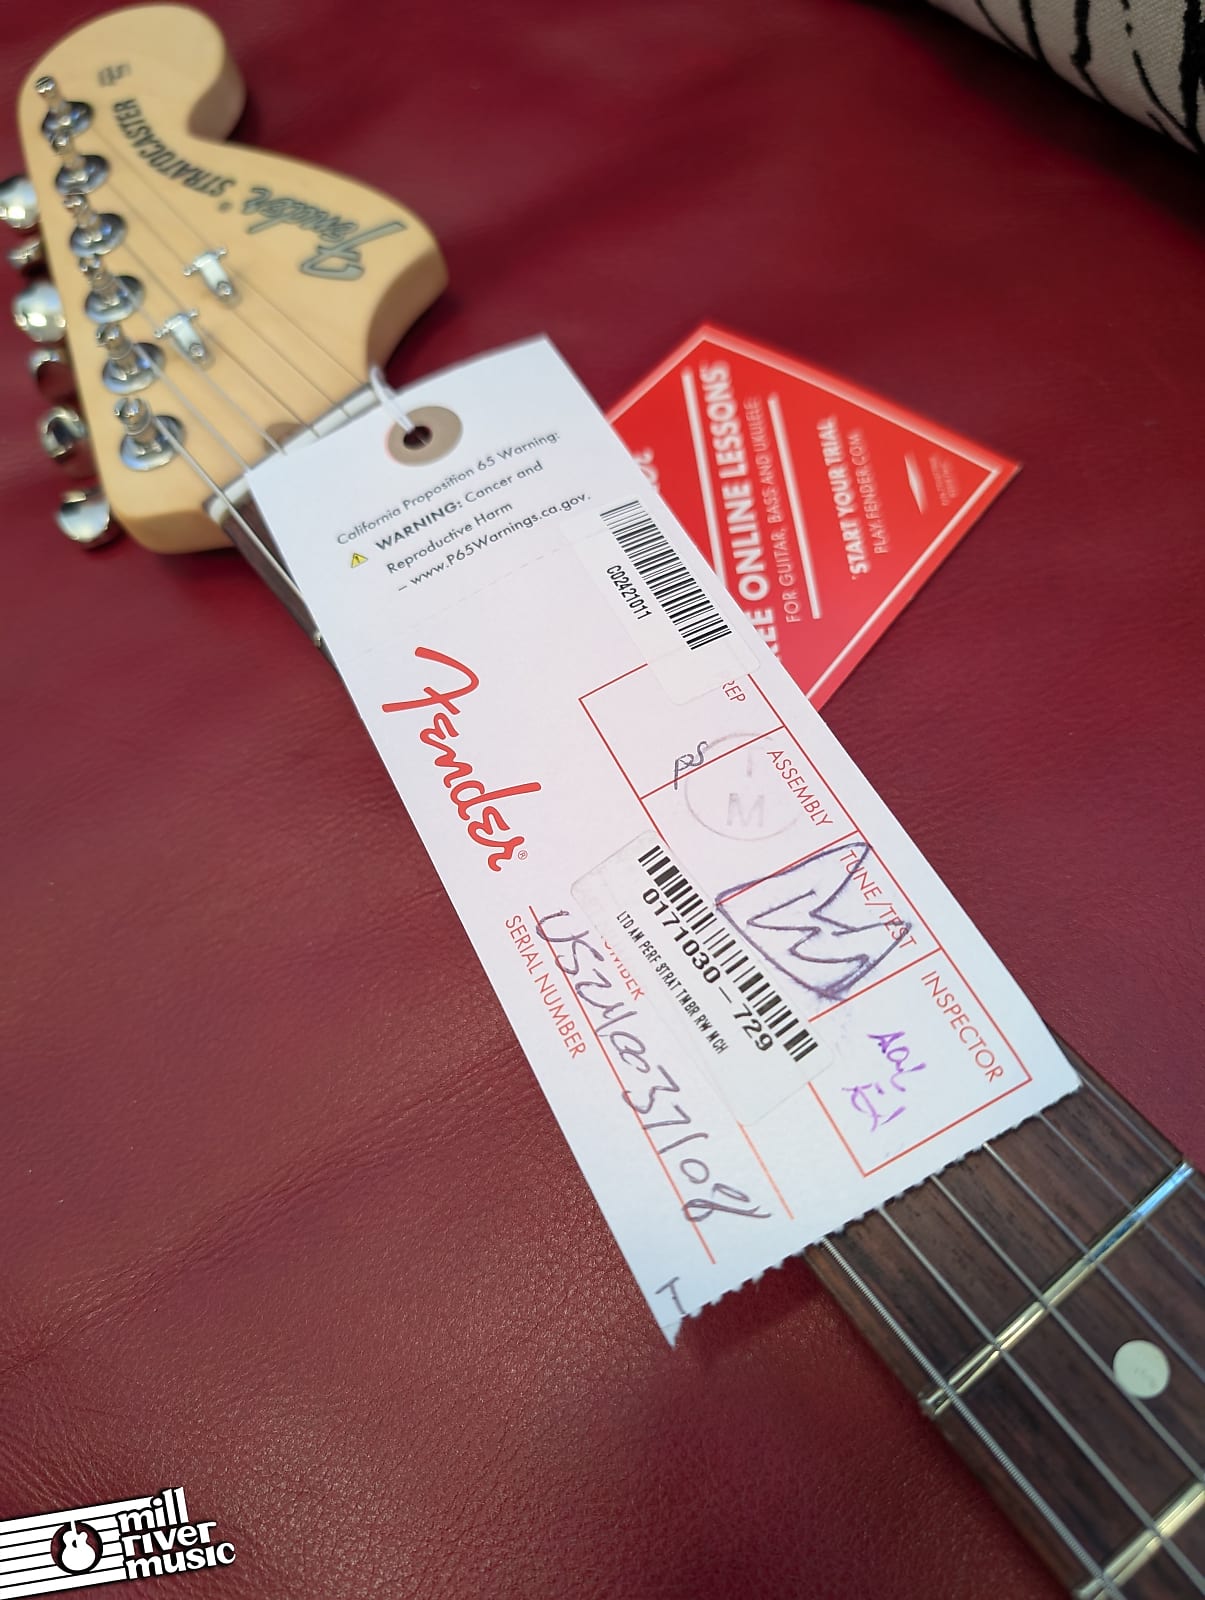 Fender®
STRATOCASTER
California Proposition 65 Warning:
WARNING: Cancer and
Reproductive Harm
– www.P65Warnings.ca.gov.
C02421011
Fender®
REP
ASSEMBLY
M
TUNE/TEST
INSPECTOR
0171030-729
LTD AM PERF STRAT TMBR RW MCH
SERIAL NUMBER
ONLINE LESSONS
FOR GUITAR, BASS AND UKULELE
START YOUR TRIAL
PLAY.FENDER.COM
mill
river
music